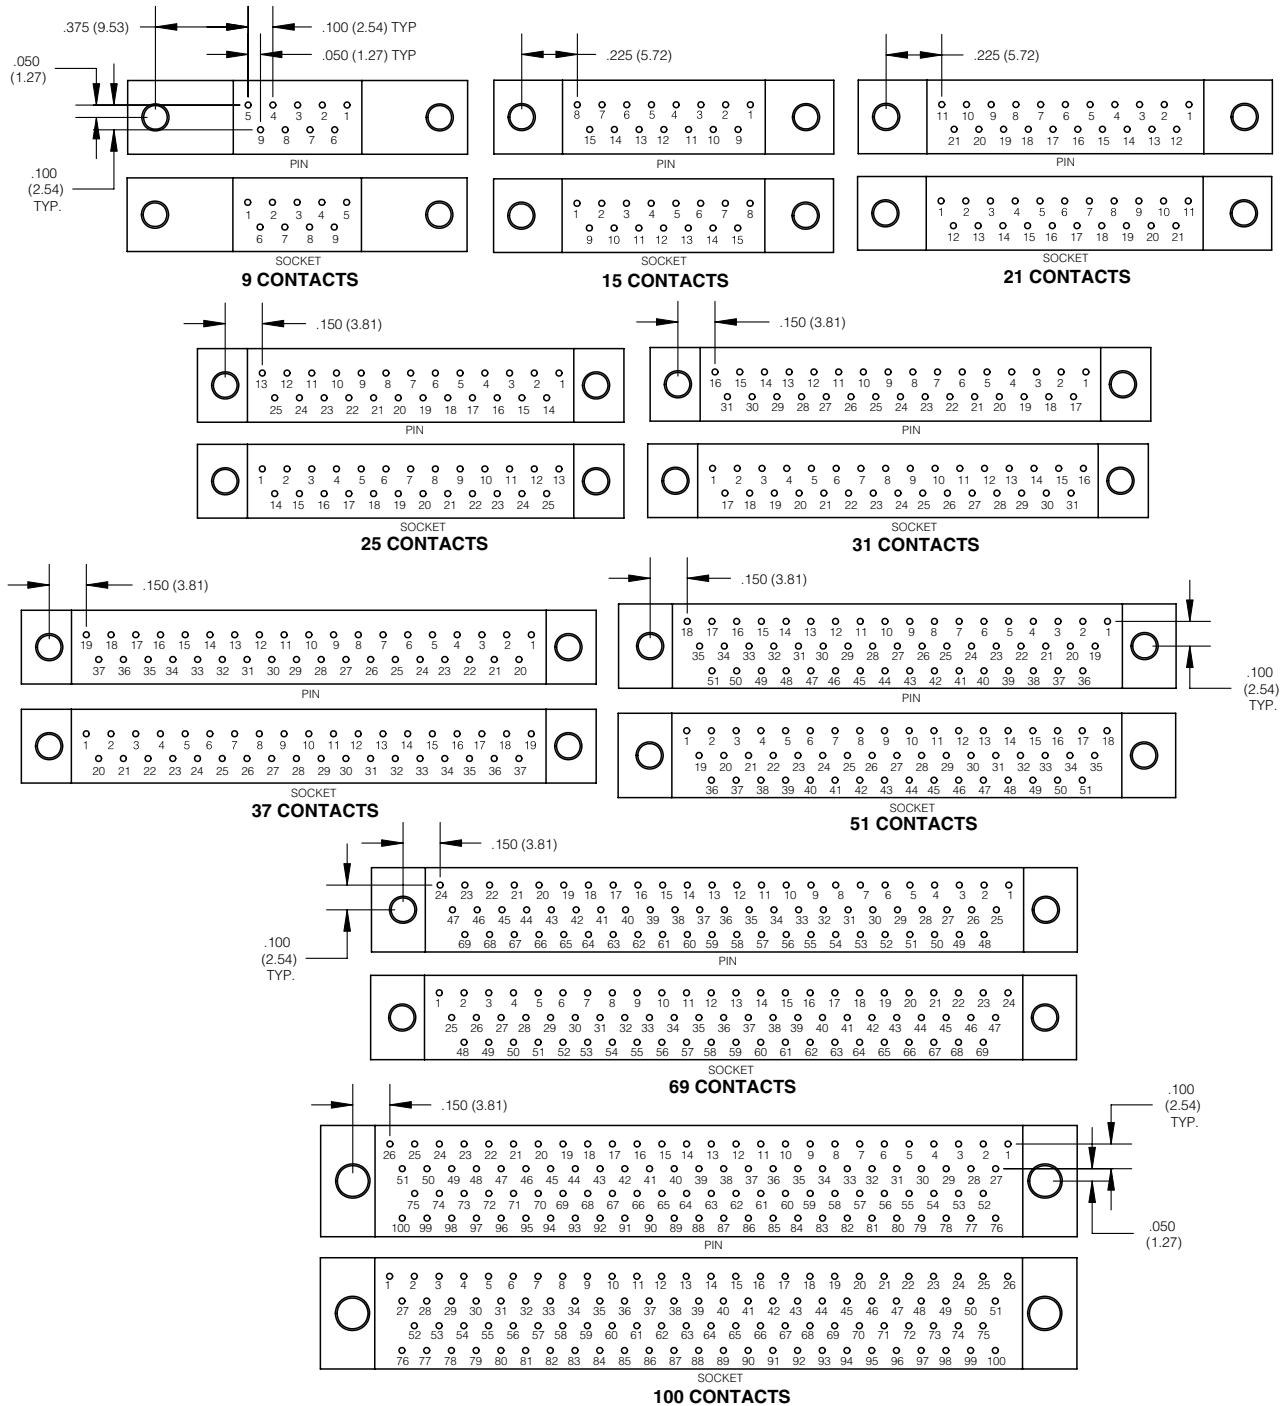 .375 (9.53)
.100 (2.54) TYP
.050 (1.27) TYP
.050
(1.27)
.100
(2.54)
TYP.
5 4 3 2 1
9 8 7 6
PIN
1 2 3 4 5
6 7 8 9
SOCKET
9 CONTACTS
.225 (5.72)
8 7 6 5 4 3 2 1
15 14 13 12 11 10 9
PIN
1 2 3 4 5 6 7 8
9 10 11 12 13 14 15
SOCKET
15 CONTACTS
.225 (5.72)
11 10 9 8 7 6 5 4 3 2 1
21 20 19 18 17 16 15 14 13 12
PIN
1 2 3 4 5 6 7 8 9 10 11
12 13 14 15 16 17 18 19 20 21
SOCKET
21 CONTACTS
.150 (3.81)
13 12 11 10 9 8 7 6 5 4 3 2 1
25 24 23 22 21 20 19 18 17 16 15 14
PIN
1 2 3 4 5 6 7 8 9 10 11 12 13
14 15 16 17 18 19 20 21 22 23 24 25
SOCKET
25 CONTACTS
.150 (3.81)
16 15 14 13 12 11 10 9 8 7 6 5 4 3 2 1
31 30 29 28 27 26 25 24 23 22 21 20 19 18 17
PIN
1 2 3 4 5 6 7 8 9 10 11 12 13 14 15 16
17 18 19 20 21 22 23 24 25 26 27 28 29 30 31
SOCKET
31 CONTACTS
.150 (3.81)
19 18 17 16 15 14 13 12 11 10 9 8 7 6 5 4 3 2 1
37 36 35 34 33 32 31 30 29 28 27 26 25 24 23 22 21 20
PIN
1 2 3 4 5 6 7 8 9 10 11 12 13 14 15 16 17 18 19
20 21 22 23 24 25 26 27 28 29 30 31 32 33 34 35 36 37
SOCKET
37 CONTACTS
.150 (3.81)
18 17 16 15 14 13 12 11 10 9 8 7 6 5 4 3 2 1
35 34 33 32 31 30 29 28 27 26 25 24 23 22 21 20 19
51 50 49 48 47 46 45 44 43 42 41 40 39 38 37 36
PIN
.100
(2.54)
TYP.
1 2 3 4 5 6 7 8 9 10 11 12 13 14 15 16 17 18
19 20 21 22 23 24 25 26 27 28 29 30 31 32 33 34 35
36 37 38 39 40 41 42 43 44 45 46 47 48 49 50 51
SOCKET
51 CONTACTS
.150 (3.81)
.100
(2.54)
TYP.
24 23 22 21 20 19 18 17 16 15 14 13 12 11 10 9 8 7 6 5 4 3 2 1
47 46 45 44 43 42 41 40 39 38 37 36 35 34 33 32 31 30 29 28 27 26 25
69 68 67 66 65 64 63 62 61 60 59 58 57 56 55 54 53 52 51 50 49 48
PIN
1 2 3 4 5 6 7 8 9 10 11 12 13 14 15 16 17 18 19 20 21 22 23 24
25 26 27 28 29 30 31 32 33 34 35 36 37 38 39 40 41 42 43 44 45 46 47
48 49 50 51 52 53 54 55 56 57 58 59 60 61 62 63 64 65 66 67 68 69
SOCKET
69 CONTACTS
.150 (3.81)
.100
(2.54)
TYP.
26 25 24 23 22 21 20 19 18 17 16 15 14 13 12 11 10 9 8 7 6 5 4 3 2 1
51 50 49 48 47 46 45 44 43 42 41 40 39 38 37 36 35 34 33 32 31 30 29 28 27
75 74 73 72 71 70 69 68 67 66 65 64 63 62 61 60 59 58 57 56 55 54 53 52
100 99 98 97 96 95 94 93 92 91 90 89 88 87 86 85 84 83 82 81 80 79 78 77 76
PIN
.050
(1.27)
1 2 3 4 5 6 7 8 9 10 11 12 13 14 15 16 17 18 19 20 21 22 23 24 25 26
27 28 29 30 31 32 33 34 35 36 37 38 39 40 41 42 43 44 45 46 47 48 49 50 51
52 53 54 55 56 57 58 59 60 61 62 63 64 65 66 67 68 69 70 71 72 73 74 75
76 77 78 79 80 81 82 83 84 85 86 87 88 89 90 91 92 93 94 95 96 97 98 99 100
SOCKET
100 CONTACTS